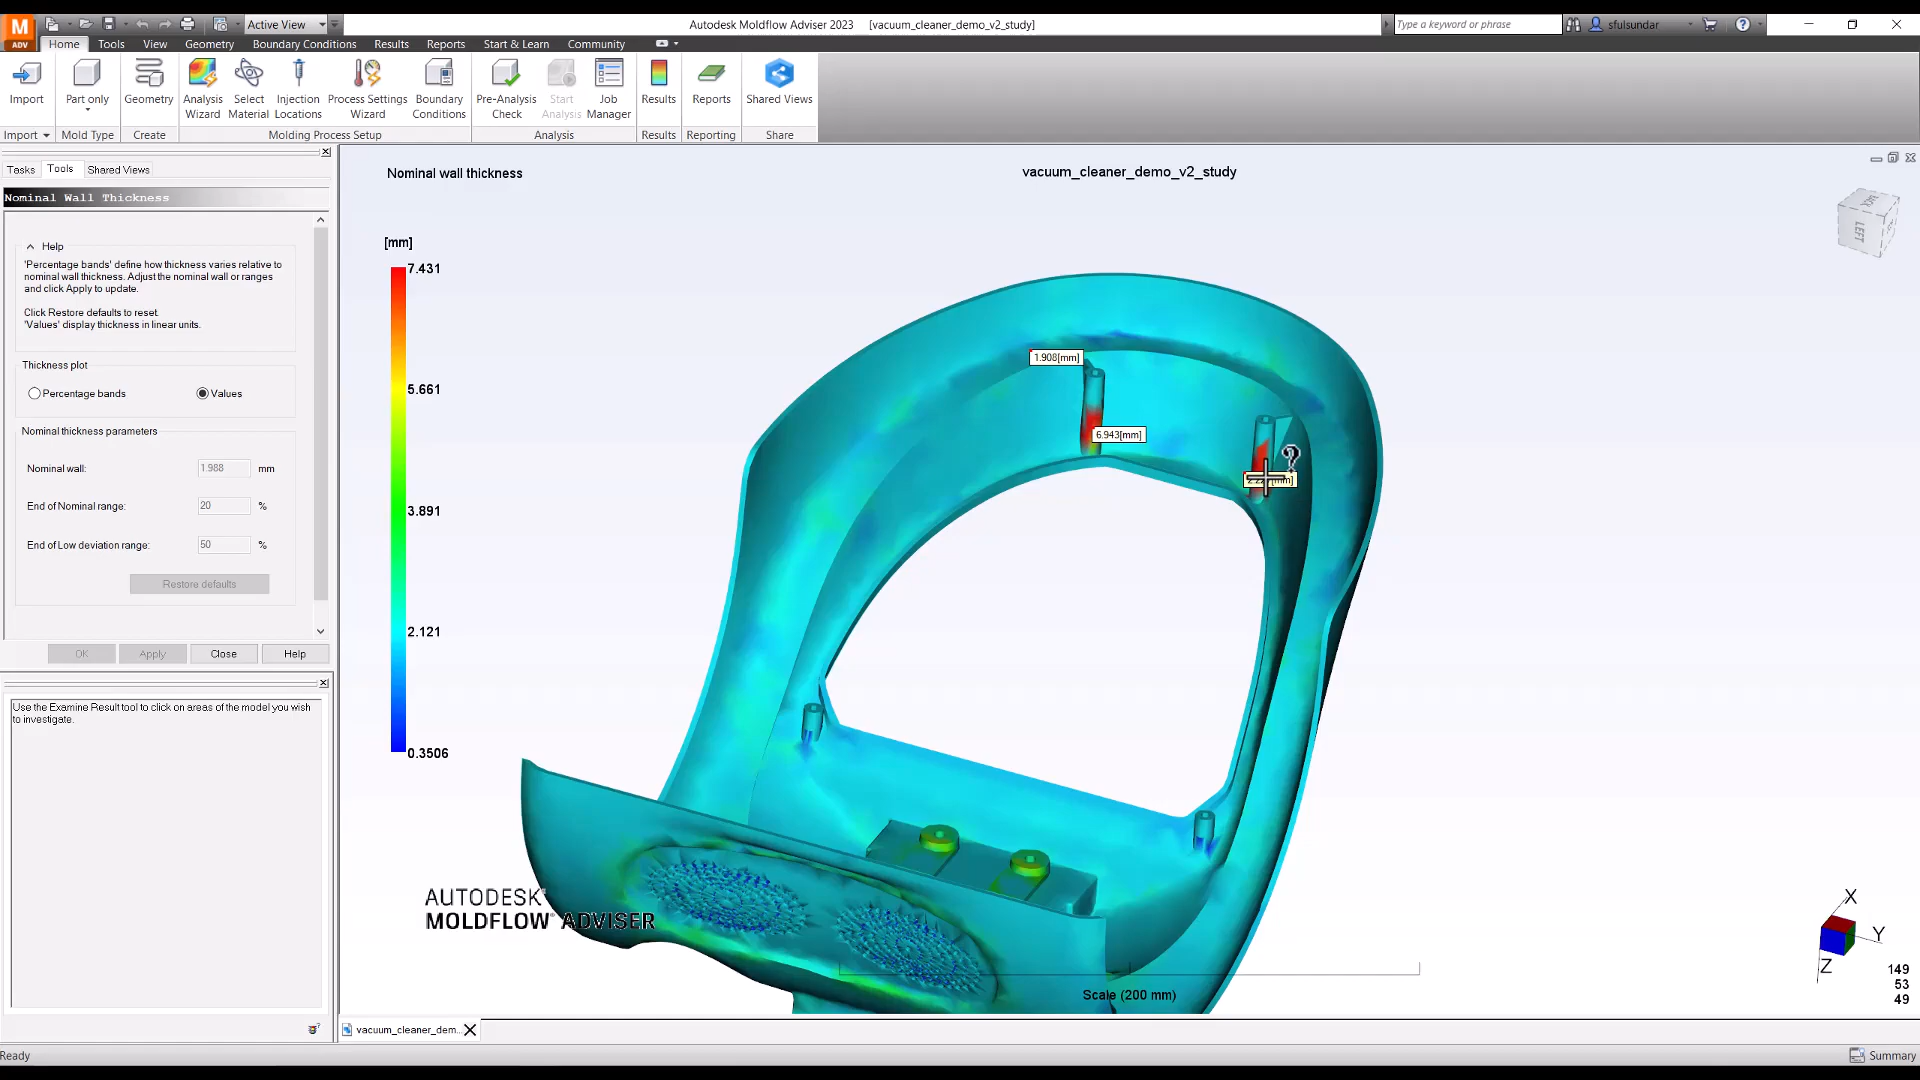 M
ADV
Active View
Autodesk Moldflow Adviser 2023 [vacuum_cleaner_demo_v2_study]
Type a keyword or phrase
sfulsundar
Home Tools View Geometry Boundary Conditions Results Reports Start & Learn Community
Import
Part only
Geometry
Analysis Wizard
Select Material
Injection Locations
Process Settings Wizard
Boundary Conditions
Pre-Analysis Check
Start Analysis
Job Manager
Results
Reports
Shared Views
Import Mold Type Create Molding Process Setup Analysis Results Reporting Share
Tasks Tools Shared Views
Nominal Wall Thickness
Help
'Percentage bands' define how thickness varies relative to
nominal wall thickness. Adjust the nominal wall or ranges
and click Apply to update.
Click Restore defaults to reset.
'Values' display thickness in linear units.
Thickness plot
Percentage bands Values
Nominal thickness parameters
Nominal wall: 1.988 mm
End of Nominal range: 20 %
End of Low deviation range: 50 %
Restore defaults
OK Apply Close Help
Use the Examine Result tool to click on areas of the model you wish
to investigate.
Nominal wall thickness
vacuum_cleaner_demo_v2_study
[mm]
7.431
5.661
3.891
2.121
0.3506
1.908[mm]
6.943[mm]
BACK
LEFT
AUTODESK®
MOLDFLOW® ADVISER
Scale (200 mm)
X
Y
Z
149
53
49
vacuum_cleaner_dem...
Ready
Summary